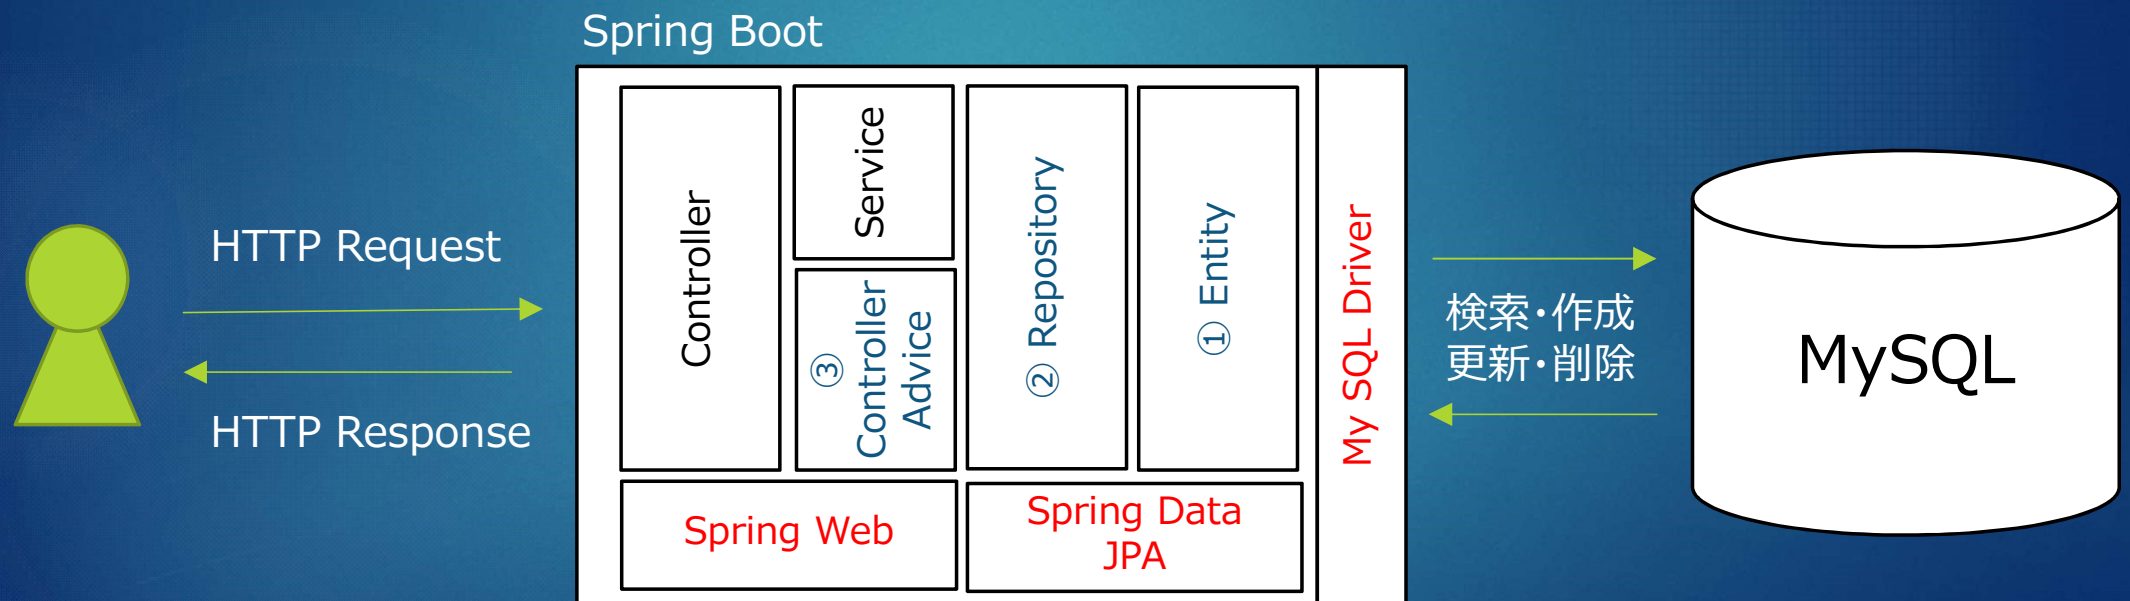 Spring Boot
HTTP Request
HTTP Response
Controller
Service
③
Controller
Advice
② Repository
① Entity
My SQL Driver
Spring Web
Spring Data
JPA
検索・作成
更新・削除
MySQL